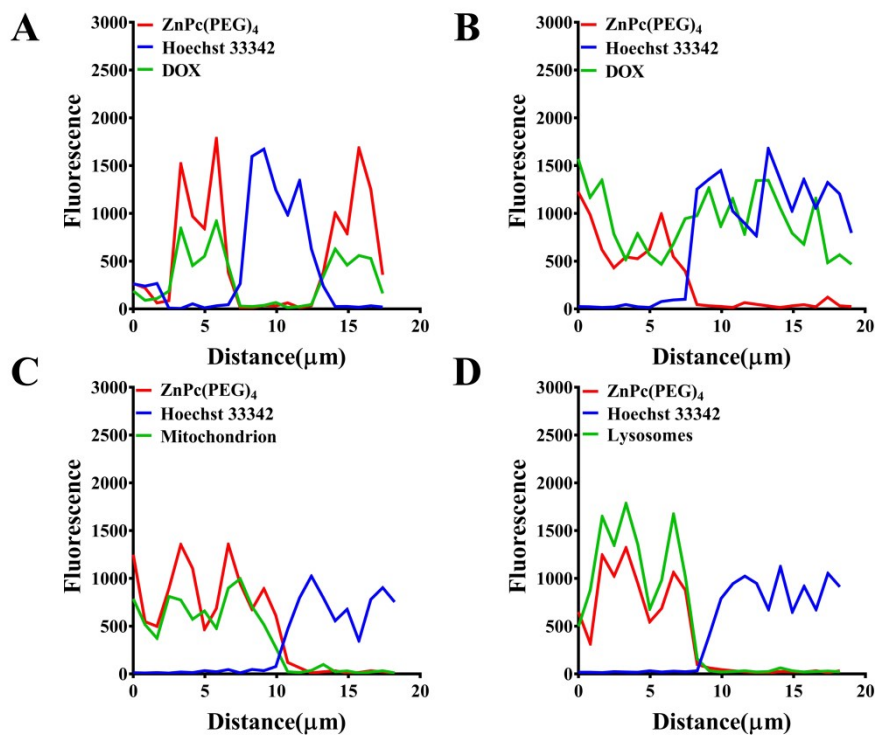 A
ZnPc(PEG)₄
Hoechst 33342
DOX
Fluorescence
3000
2500
2000
1500
1000
500
0
0 5 10 15 20
Distance(μm)
B
ZnPc(PEG)₄
Hoechst 33342
DOX
Fluorescence
3000
2500
2000
1500
1000
500
0
0 5 10 15 20
Distance(μm)
C
ZnPc(PEG)₄
Hoechst 33342
Mitochondrion
Fluorescence
3000
2500
2000
1500
1000
500
0
0 5 10 15 20
Distance(μm)
D
ZnPc(PEG)₄
Hoechst 33342
Lysosomes
Fluorescence
3000
2500
2000
1500
1000
500
0
0 5 10 15 20
Distance(μm)